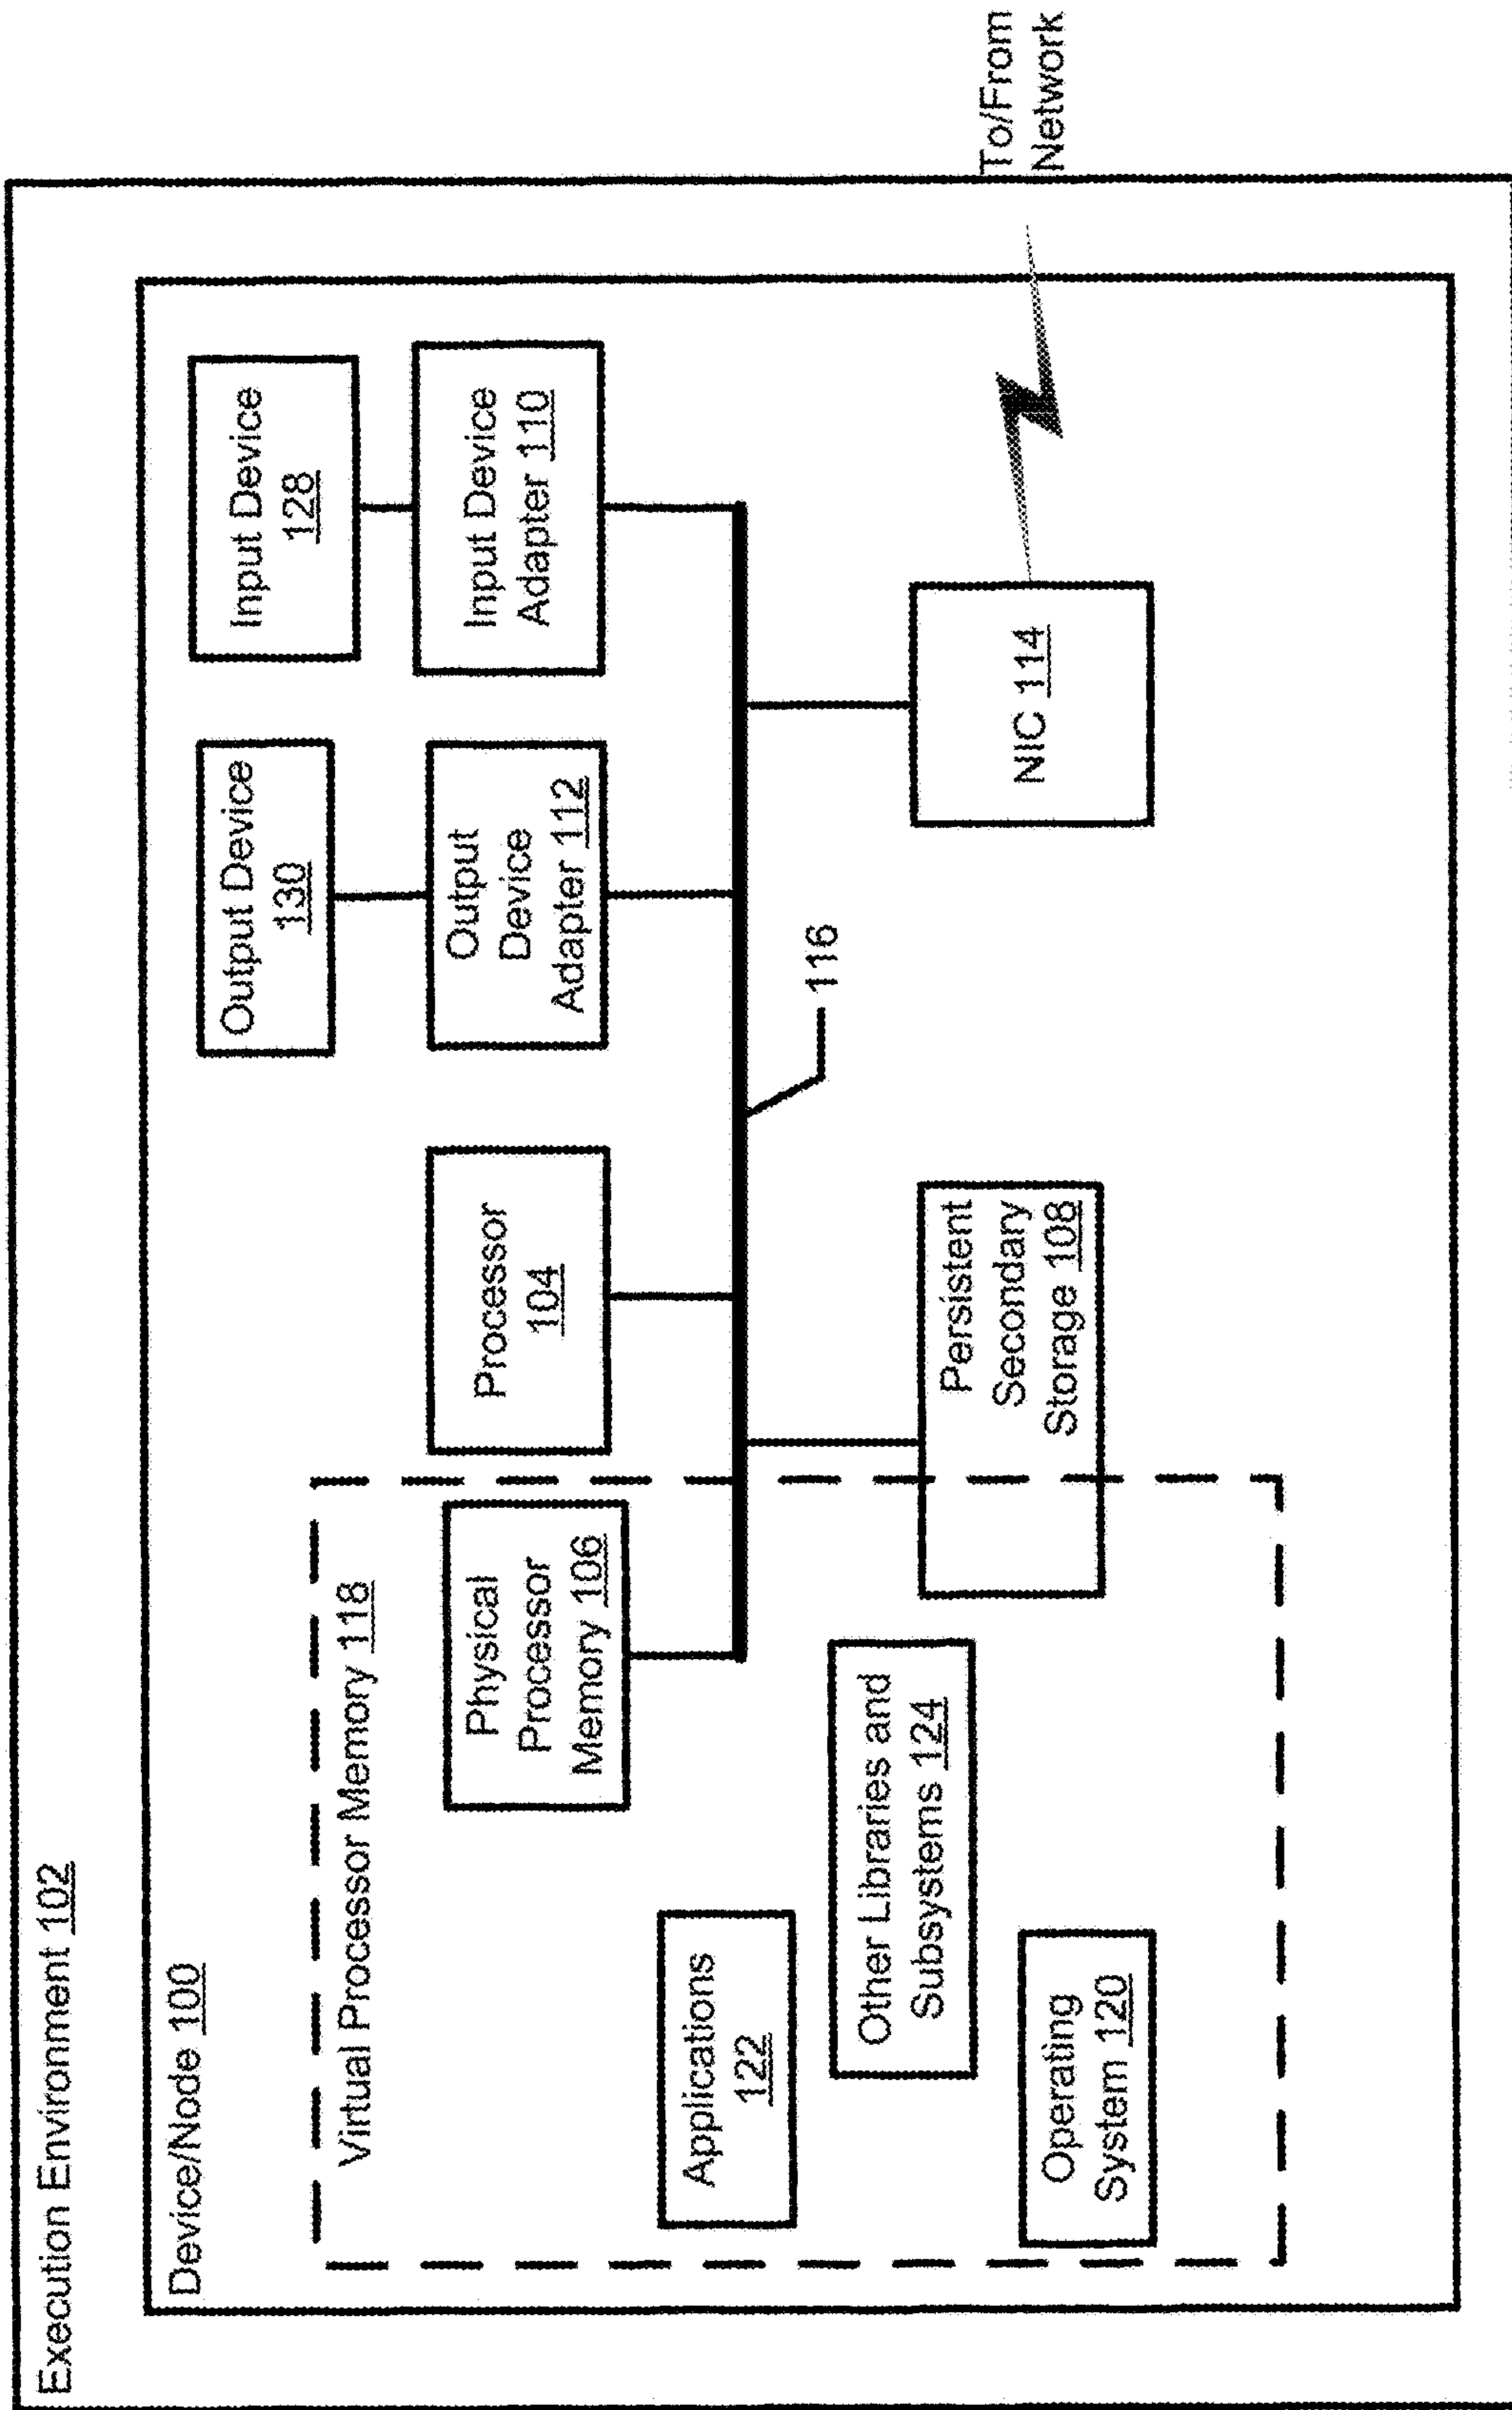 Execution Environment 102
Device/Node 100
Virtual Processor Memory 118
Output Device
130
Input Device
128
Physical
Processor
Memory 106
Processor
104
Output
Device
Adapter 112
Input Device
Adapter 110
Applications
122
116
Other Libraries and
Subsystems 124
Persistent
Secondary
Storage 108
NIC 114
To/From
Network
Operating
System 120